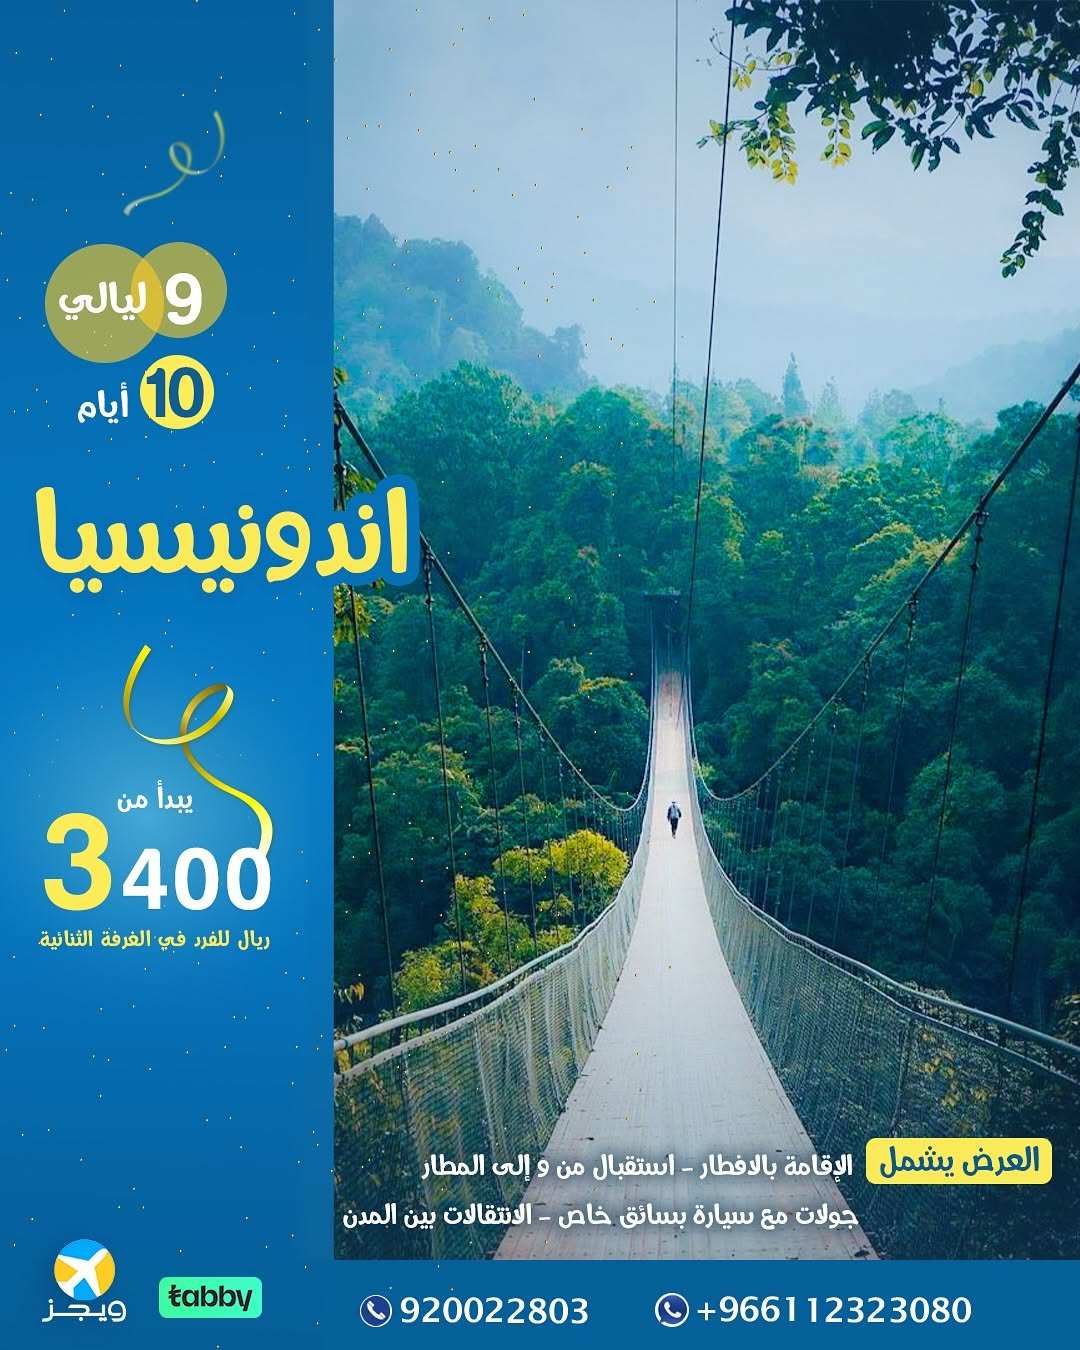 9 ليالي
10 أيام
اندونيسيا
يبدأ من
3400
ريال للفرد في الغرفة الثنائية
العرض يشمل
الإقامة بالافطار - استقبال من و إلى المطار
جولات مع سيارة بسائق خاص - الانتقالات بين المدن
ويجز
tabby
920022803
+966112323080